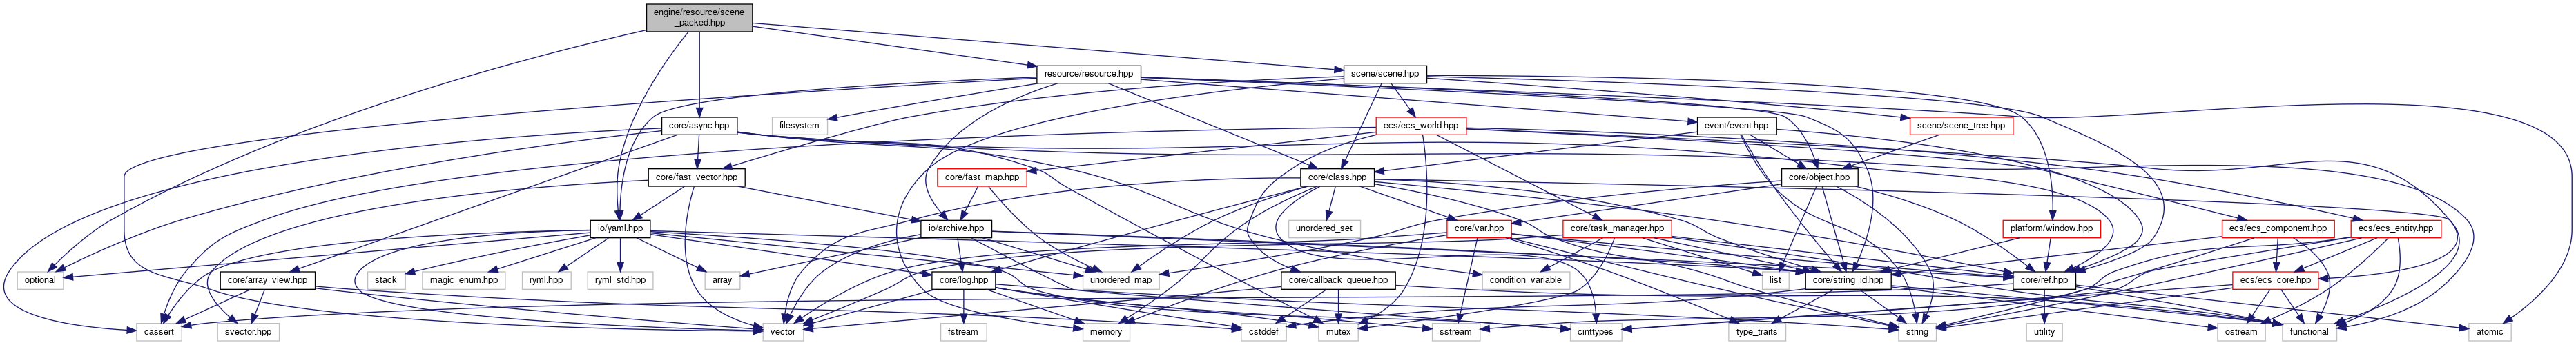 engine/resource/scene
_packed.hpp
resource/resource.hpp
scene/scene.hpp
core/async.hpp
filesystem
ecs/ecs_world.hpp
event/event.hpp
scene/scene_tree.hpp
core/fast_vector.hpp
core/fast_map.hpp
core/class.hpp
core/object.hpp
io/yaml.hpp
io/archive.hpp
unordered_set
core/var.hpp
core/task_manager.hpp
platform/window.hpp
ecs/ecs_component.hpp
ecs/ecs_entity.hpp
optional
core/array_view.hpp
stack
magic_enum.hpp
ryml.hpp
ryml_std.hpp
array
unordered_map
core/log.hpp
core/callback_queue.hpp
condition_variable
list
core/string_id.hpp
core/ref.hpp
ecs/ecs_core.hpp
cassert
svector.hpp
vector
fstream
memory
cstddef
mutex
sstream
cinttypes
type_traits
string
utility
ostream
functional
atomic